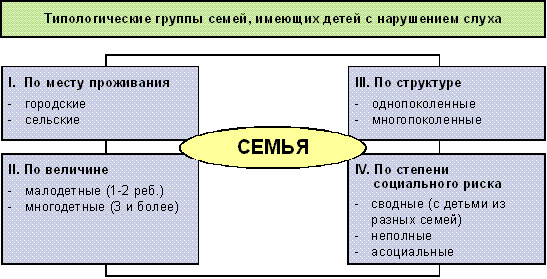 Типологические группы семей, имеющих детей с нарушением слуха
I. По месту проживания
- городские
- сельские
II. По величине
- малодетные (1-2 реб.)
- многодетные (3 и более)
СЕМЬЯ
III. По структуре
- однопоколенные
- многопоколенные
IV. По степени
социального риска
- сводные (с детьми из
разных семей)
- неполные
- асоциальные